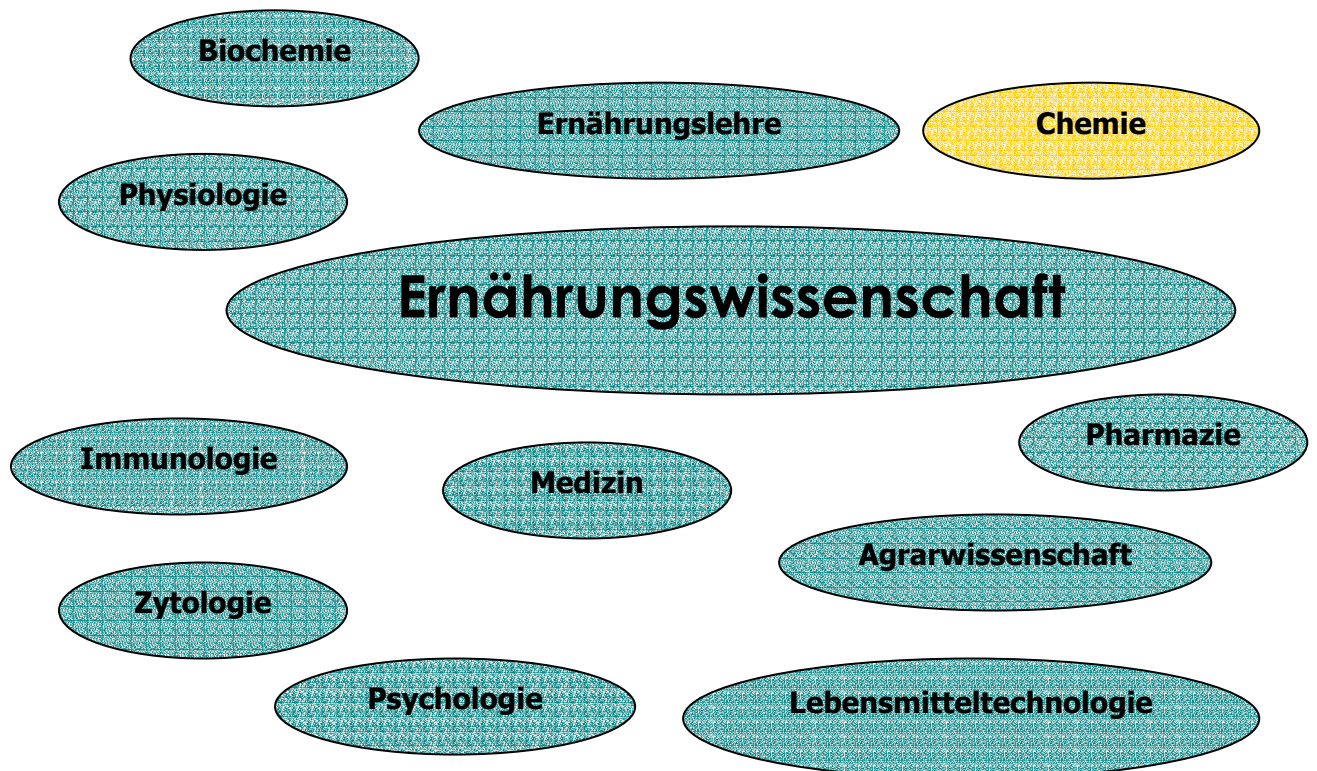 Biochemie
Ernährungslehre
Chemie
Physiologie
Ernährungswissenschaft
Pharmazie
Immunologie
Medizin
Agrarwissenschaft
Zytologie
Psychologie
Lebensmitteltechnologie